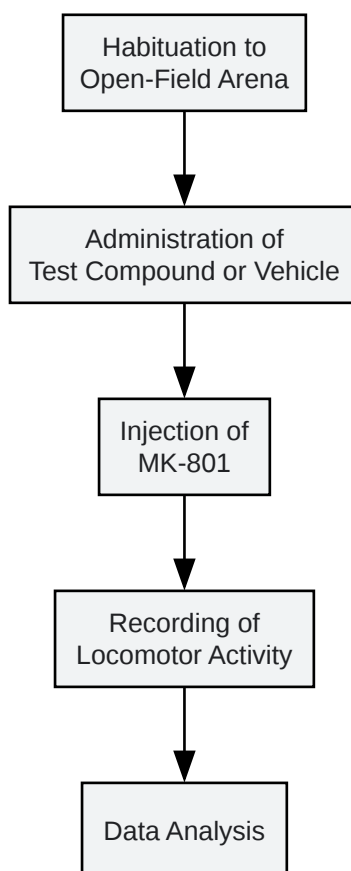 Habituation to
Open-Field Arena
Administration of
Test Compound or Vehicle
Injection of
MK-801
Recording of
Locomotor Activity
Data Analysis